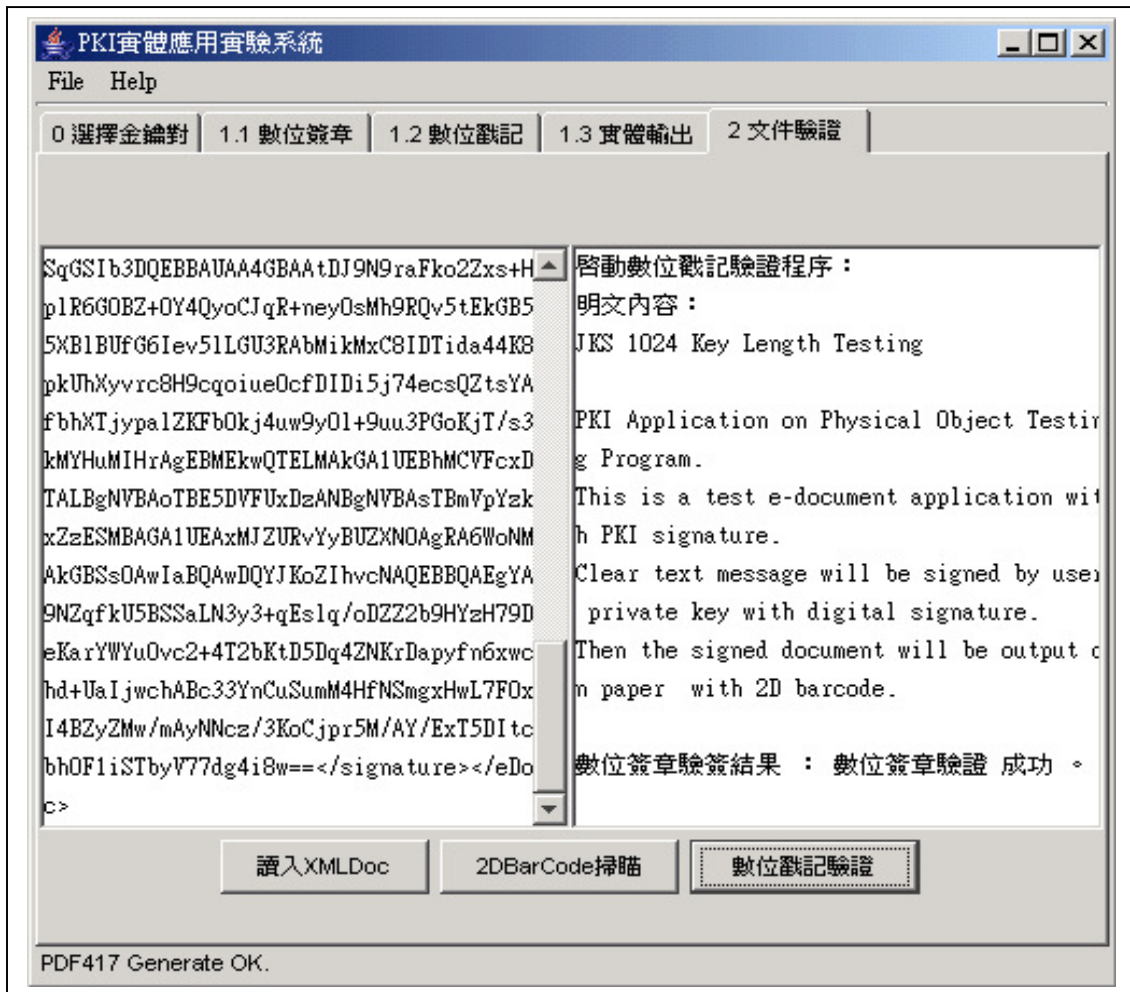 PKI實體應用實驗系統
File Help
0 選擇金鑰對 1.1 數位簽章 1.2 數位戳記 1.3 實體輸出 2 文件驗證
SqGSIb3DQEBBAUAA4GBAAtDJ9N9raFko2Zxs+H
plR6GOBZ+OY4QyoCJqR+neyOsMh9RQv5tEkGB5
5XBlBUfG6Iev5lLGU3RAbMikMxC8IDTida44K8
pkUhXyvrc8H9cqoiueOcfDIDi5j74ecsQZtsYA
fbhXTjypalZKFbOkj4uw9yOl+9uu3PGoKjT/s3
kMYHuMIHrAgEBMEkwQTELMAkGA1UEBhMCVFcxD
TALBgNVBAoTBE5DVFUxDzANBgNVBAsTBmVpYzk
xZzESMBAGA1UEAxMJZURvYyBUZXN0AgRA6WoNM
AkGBSsOAwIaBQAwDQYJKoZIhvcNAQEBBQAEgYA
9NZqfkU5BSSaLN3y3+qEslq/oDZZ2b9HYzH79D
eKarYWYuOvc2+4T2bKtD5Dq4ZNKrDapyfn6xwc
hd+UaIjwchABc33YnCuSumM4HfNSmgxHwL7FOx
I4BZyZMw/mAyNNcz/3KoCjpr5M/AY/ExT5DItc
bhOF1iSTbyV77dg4i8w==</signature></eDo
c>
啓動數位戳記驗證程序：
明文內容：
JKS 1024 Key Length Testing
PKI Application on Physical Object Testin
g Program.
This is a test e-document application wit
h PKI signature.
Clear text message will be signed by user
private key with digital signature.
Then the signed document will be output o
n paper with 2D barcode.
數位簽章驗簽結果 ： 數位簽章驗證 成功 。
讀入XMLDoc 2DBarCode掃瞄 數位戳記驗證
PDF417 Generate OK.